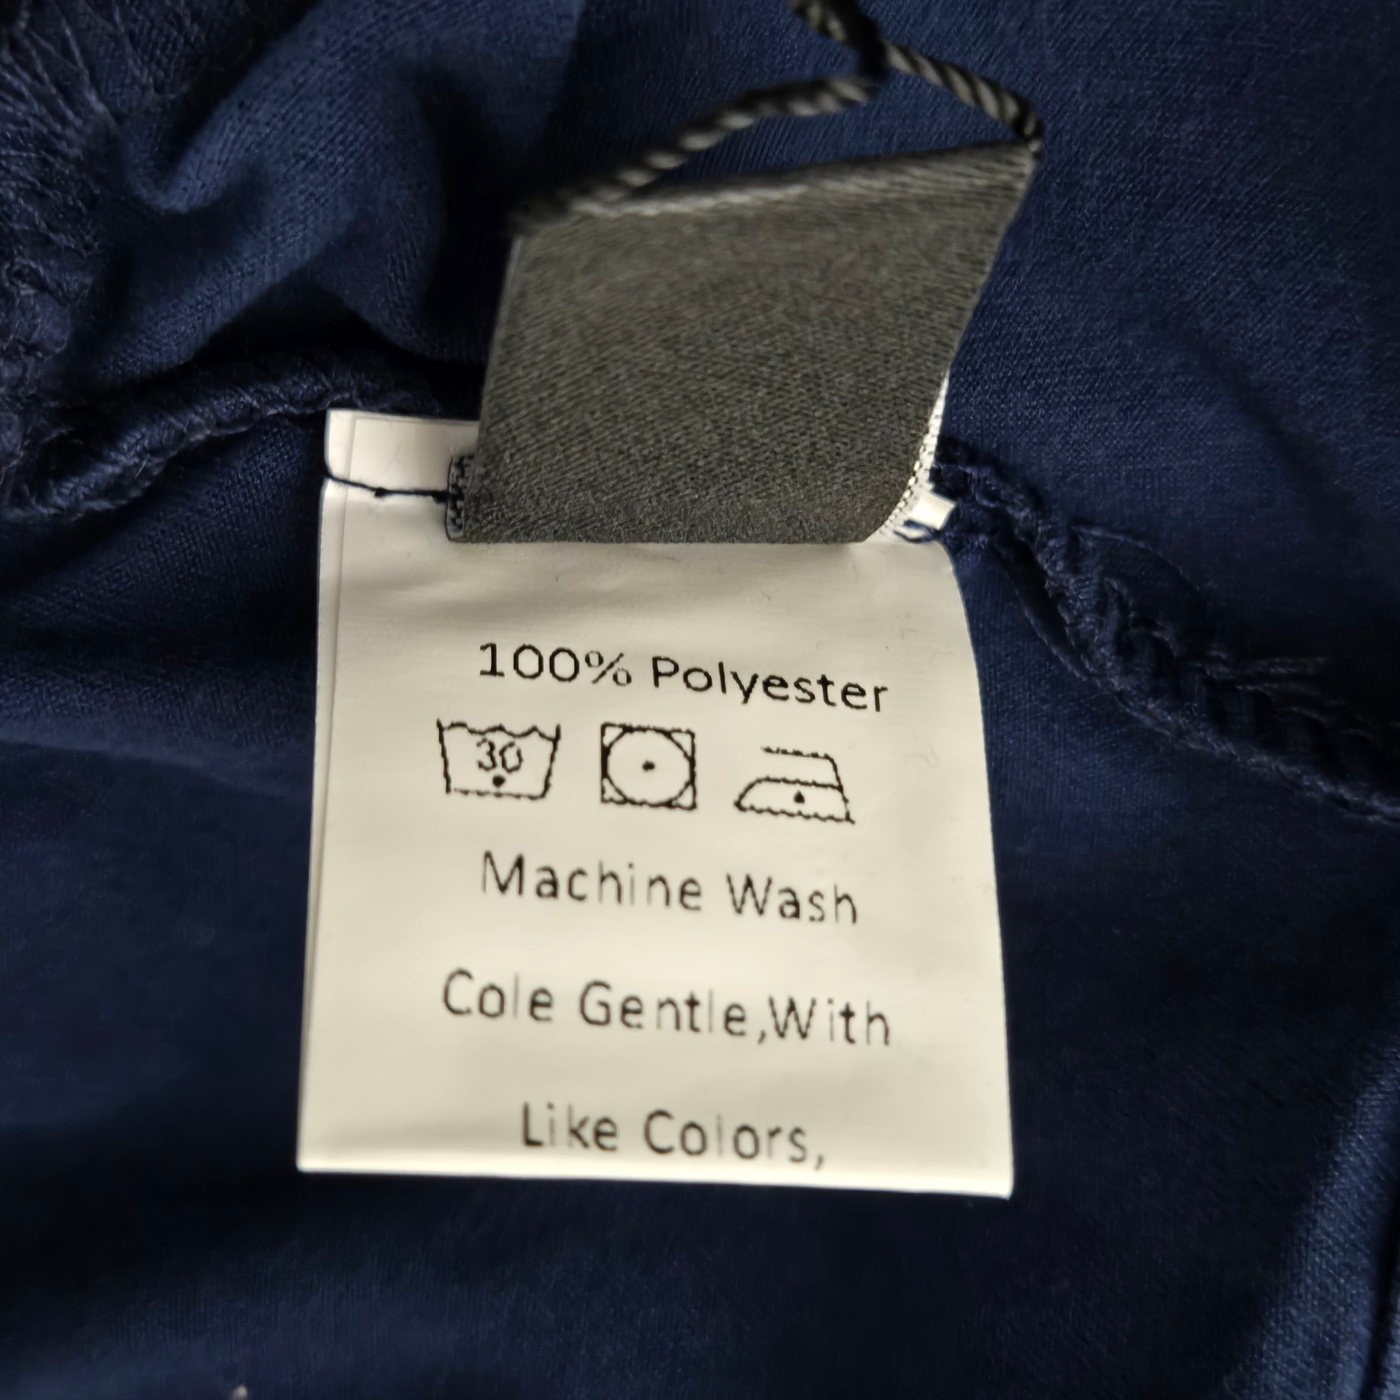 100% Polyester
30
Machine Wash
Cole Gentle,With
Like Colors,